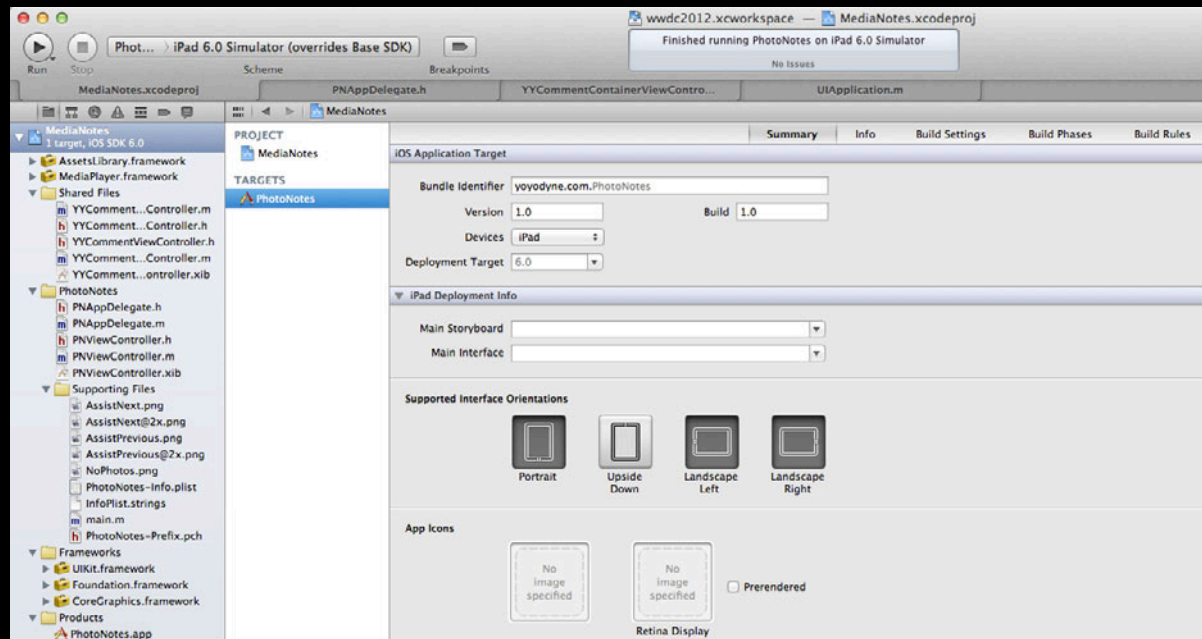 wwdc2012.xcworkspace — MediaNotes.xcodeproj
Phot... iPad 6.0 Simulator (overrides Base SDK)
Finished running PhotoNotes on iPad 6.0 Simulator
No Issues
Run Stop Scheme Breakpoints
MediaNotes.xcodeproj PNAppDelegate.h YYCommentContainerViewContro... UIApplication.m
MediaNotes
MediaNotes
1 target, iOS SDK 6.0
AssetsLibrary.framework
MediaPlayer.framework
Shared Files
YYComment...Controller.m
YYComment...Controller.h
YYCommentViewController.h
YYComment...Controller.m
YYComment...ontroller.xib
PhotoNotes
PNAppDelegate.h
PNAppDelegate.m
PNViewController.h
PNViewController.m
PNViewController.xib
Supporting Files
AssistNext.png
AssistNext@2x.png
AssistPrevious.png
AssistPrevious@2x.png
NoPhotos.png
PhotoNotes-Info.plist
InfoPlist.strings
main.m
PhotoNotes-Prefix.pch
Frameworks
UIKit.framework
Foundation.framework
CoreGraphics.framework
Products
PhotoNotes.app
PROJECT
MediaNotes
TARGETS
PhotoNotes
Summary Info Build Settings Build Phases Build Rules
iOS Application Target
Bundle Identifier yoyodyne.com.PhotoNotes
Version 1.0 Build 1.0
Devices iPad
Deployment Target 6.0
iPad Deployment Info
Main Storyboard
Main Interface
Supported Interface Orientations
Portrait Upside Down Landscape Left Landscape Right
App Icons
No image specified
No image specified
Prerendered
Retina Display